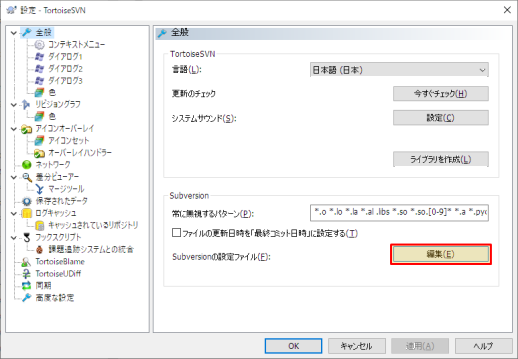 設定 - TortoiseSVN
全般
コンテキストメニュー
ダイアログ1
ダイアログ2
ダイアログ3
色
リビジョングラフ
色
アイコンオーバーレイ
アイコンセット
オーバーレイハンドラー
ネットワーク
差分ビューアー
マージツール
保存されたデータ
ログキャッシュ
キャッシュされているリポジトリ
フックスクリプト
課題追跡システムとの統合
TortoiseBlame
TortoiseUDiff
同期
高度な設定
全般
TortoiseSVN
言語(L): 日本語 (日本)
更新のチェック 今すぐチェック(H)
システムサウンド(S): 設定(C)
ライブラリを作成(L)
Subversion
常に無視するパターン(P): *.o *.lo *.la *.al .libs *.so *.so.[0-9]* *.a *.pyc
ファイルの更新日時を「最終コミット日時」に設定する(T)
Subversionの設定ファイル(F): 編集(E)
OK キャンセル 適用(A) ヘルプ